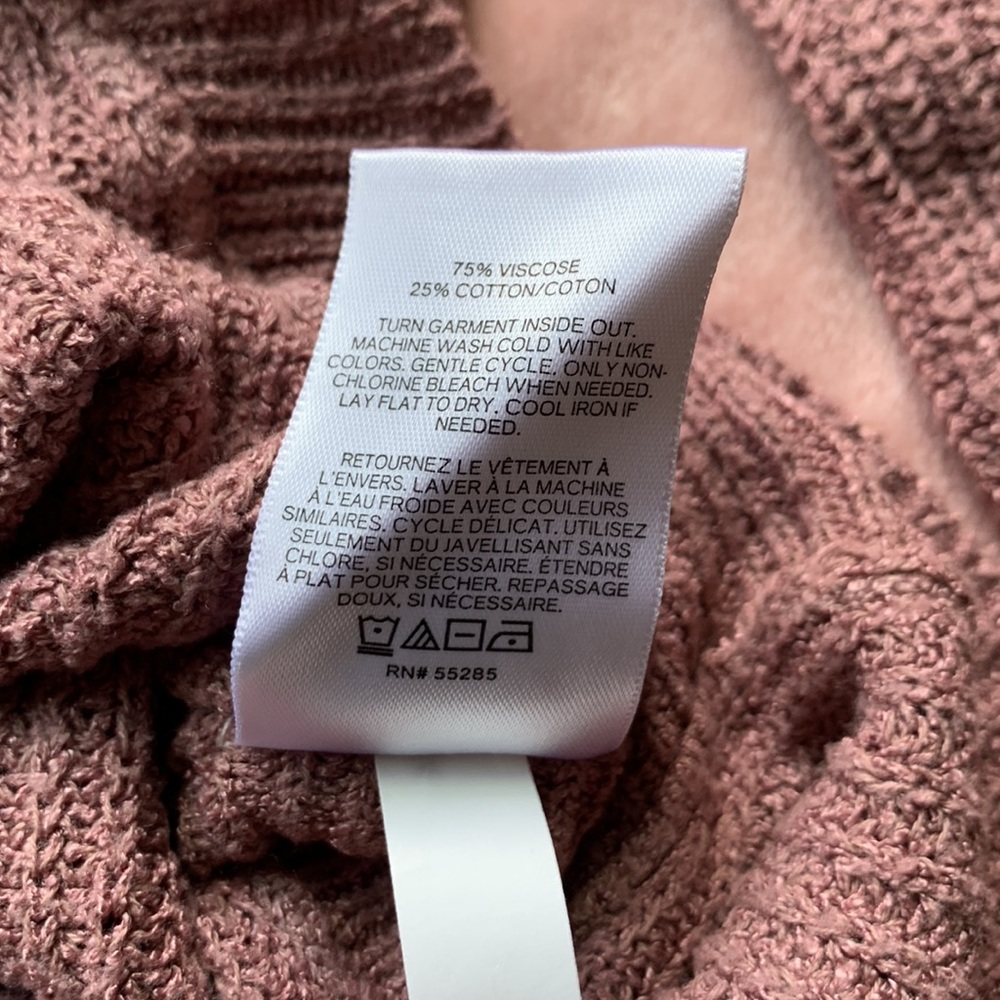 75% VISCOSE
25% COTTON/COTON
TURN GARMENT INSIDE OUT.
MACHINE WASH COLD WITH LIKE
COLORS. GENTLE CYCLE. ONLY NON-
CHLORINE BLEACH WHEN NEEDED.
LAY FLAT TO DRY. COOL IRON IF
NEEDED.
RETOURNEZ LE VÊTEMENT À
L'ENVERS. LAVER À LA MACHINE
À L'EAU FROIDE AVEC COULEURS
SIMILAIRES. CYCLE DÉLICAT. UTILISEZ
SEULEMENT DU JAVELLISANT SANS
CHLORE, SI NÉCESSAIRE. ÉTENDRE
À PLAT POUR SÉCHER. REPASSAGE
DOUX, SI NÉCESSAIRE.
RN# 55285